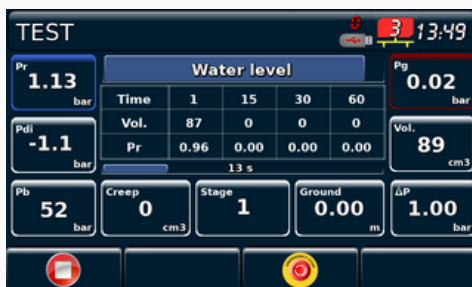 TEST
0
3 13:49
Pr
1.13
bar
Water level
Time 1 15 30 60
Vol. 87 0 0 0
Pr 0.96 0.00 0.00 0.00
13 s
Pg
0.02
bar
Pdi
-1.1
bar
Vol.
89
cm3
Pb
52
bar
Creep
0
cm3
Stage
1
Ground
0.00
m
ΔP
1.00
bar